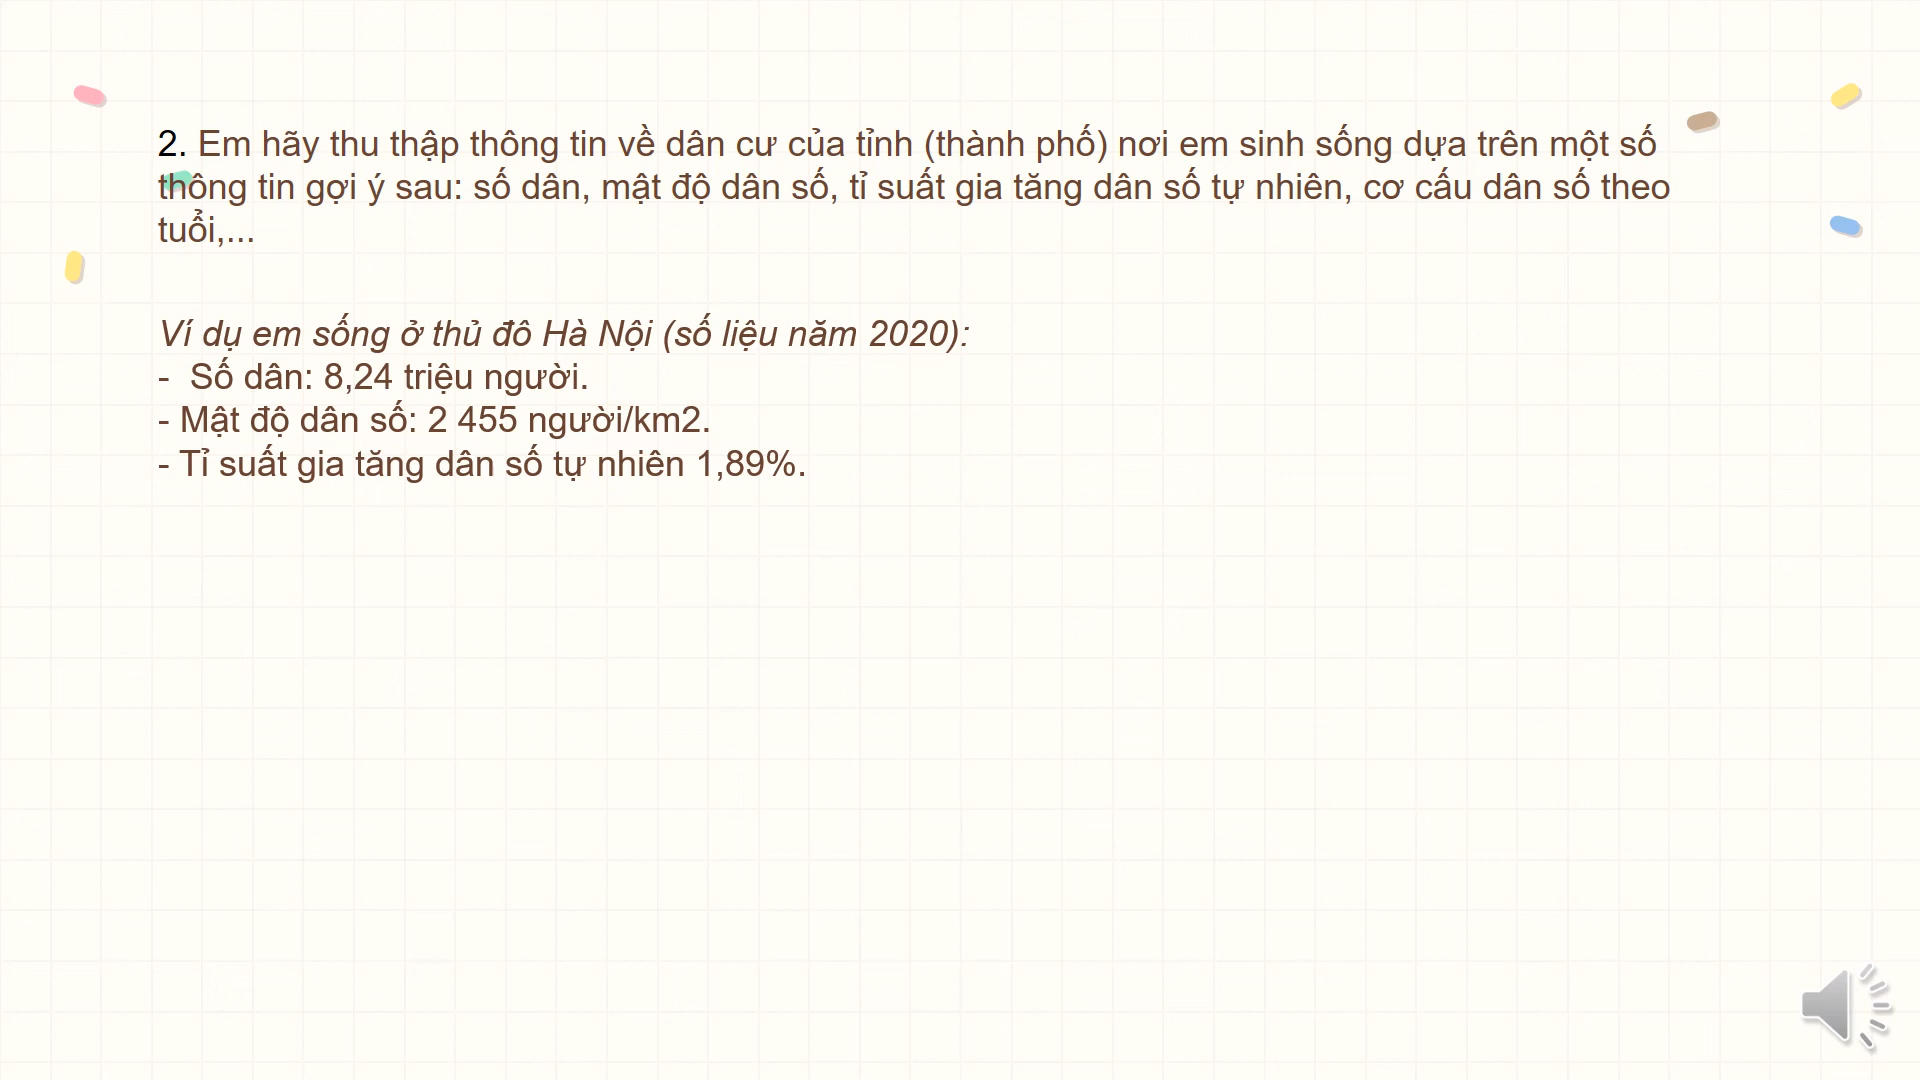 2. Em hãy thu thập thông tin về dân cư của tỉnh (thành phố) nơi em sinh sống dựa trên một số
thông tin gợi ý sau: số dân, mật độ dân số, tỉ suất gia tăng dân số tự nhiên, cơ cấu dân số theo
tuổi,...
Ví dụ em sống ở thủ đô Hà Nội (số liệu năm 2020):
-  Số dân: 8,24 triệu người.
- Mật độ dân số: 2 455 người/km2.
- Tỉ suất gia tăng dân số tự nhiên 1,89%.